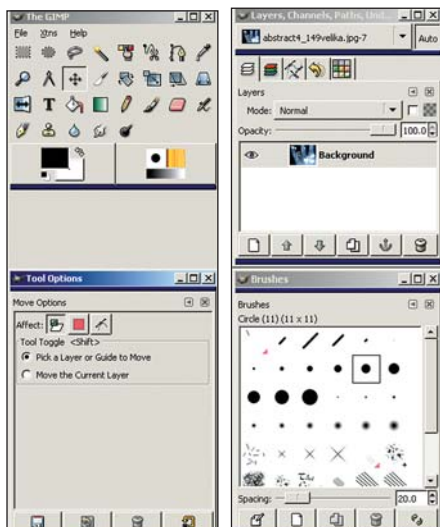 The GIMP
File Xtns Help
Tool Options
Move Options
Affect:
Tool Toggle <Shift>
Pick a Layer or Guide to Move
Move the Current Layer
Layers, Channels, Paths, Und...
abstract4_149velika.jpg-7
Auto
Layers
Mode: Normal
Opacity: 100.0
Background
Brushes
Brushes
Circle (11) (11 x 11)
Spacing: 20.0